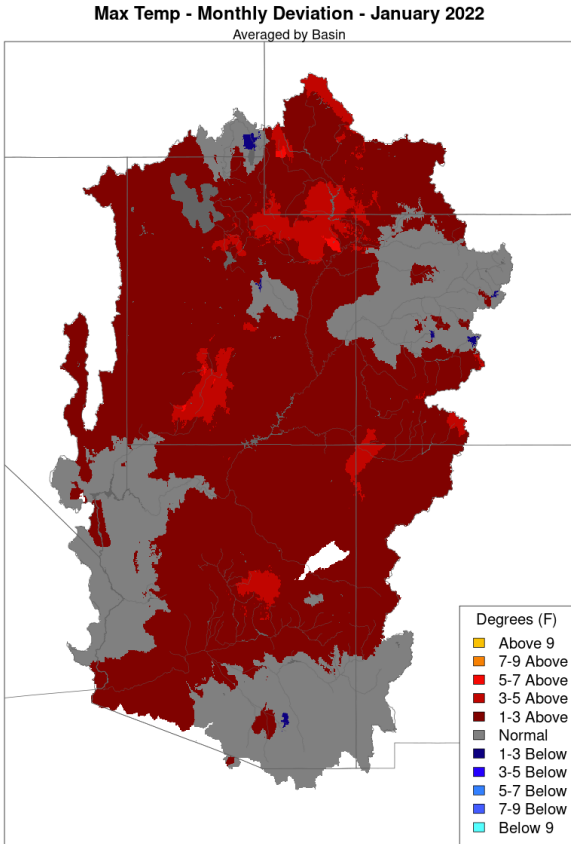 Max Temp - Monthly Deviation - January 2022
Averaged by Basin
Degrees (F)
Above 9
7-9 Above
5-7 Above
3-5 Above
1-3 Above
Normal
1-3 Below
3-5 Below
5-7 Below
7-9 Below
Below 9